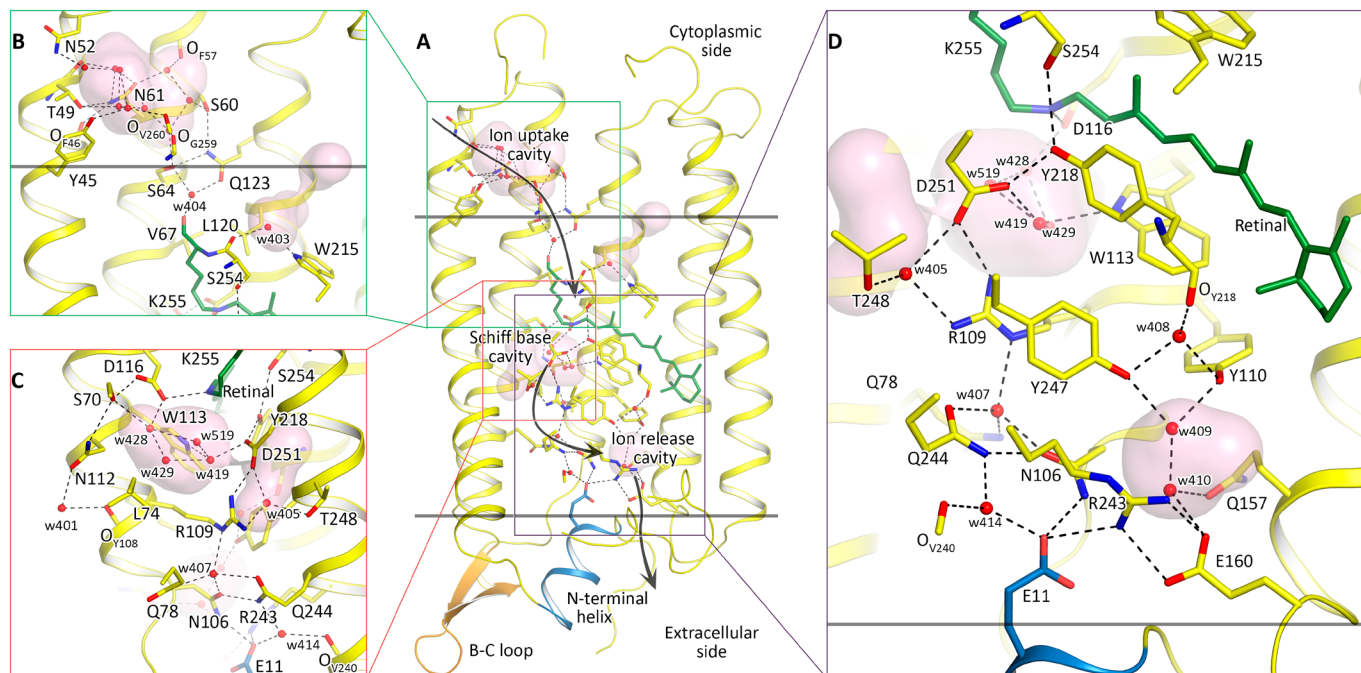 B
N52
O F57
N61
S60
T49
O V260
O G259
O F46
Y45
S64
Q123
w404
V67
L120
w403
W215
S254
K255
A
Cytoplasmic
side
Ion uptake
cavity
Schiff base
cavity
Ion release
cavity
N-terminal
helix
B-C loop
Extracellular
side
C
D116
K255
S254
S70
Retinal
W113
w519
Y218
w428
D251
w429
w419
N112
L74
w405
w401
T248
O Y108
R109
w407
Q78
R243
Q244
N106
w414
E11
O V240
D
K255
S254
W215
D116
w428
D251
w519
Y218
w419
w429
Retinal
W113
w405
T248
O Y218
R109
w408
Y247
Y110
Q78
w407
w409
Q244
N106
w410
R243
Q157
w414
O V240
E160
E11